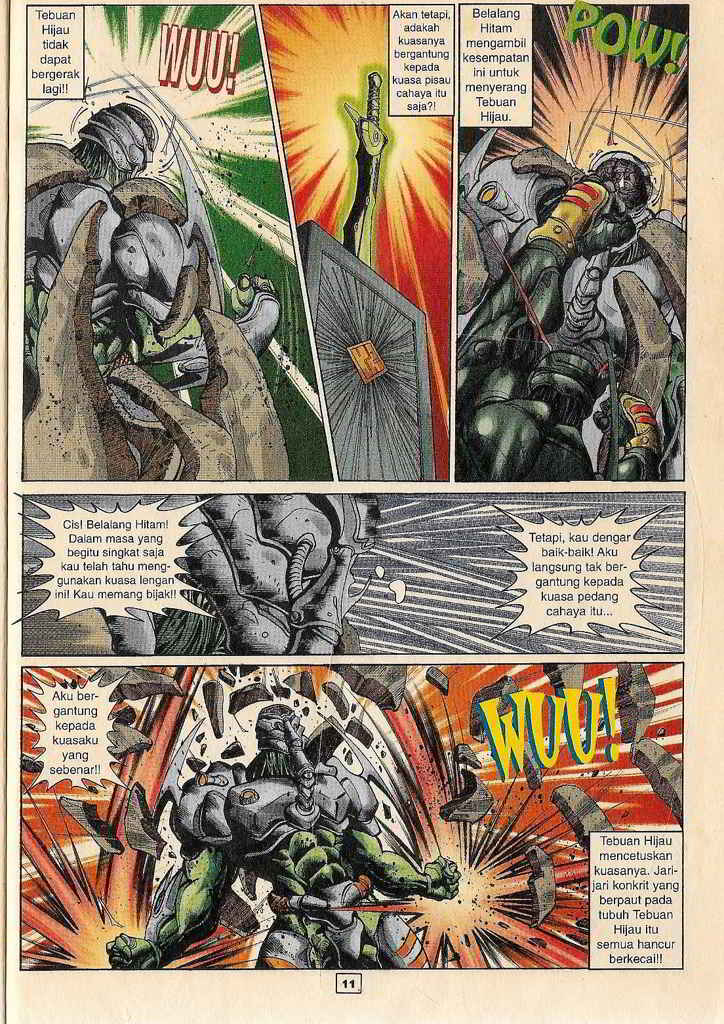 Tebuan
Hijau
tidak
dapat
bergerak
lagi!!
WUU!
Akan tetapi,
adakah
kuasanya
bergantung
kepada
kuasa pisau
cahaya itu
saja?!
Belalang
Hitam
mengambil
kesempatan
ini untuk
menyerang
Tebuan
Hijau.
POW!
Cis! Belalang Hitam!
Dalam masa yang
begitu singkat saja
kau telah tahu meng-
gunakan kuasa lengan
ini! Kau memang bijak!!
Tetapi, kau dengar
baik-baik! Aku
langsung tak ber-
gantung kepada
kuasa pedang
cahaya itu...
Aku ber-
gantung
kepada
kuasaku
yang
sebenar!!
WUU!
Tebuan Hijau
mencetuskan
kuasanya. Jari-
jari konkrit yang
berpaut pada
tubuh Tebuan
Hijau itu
semua hancur
berkecai!!
11